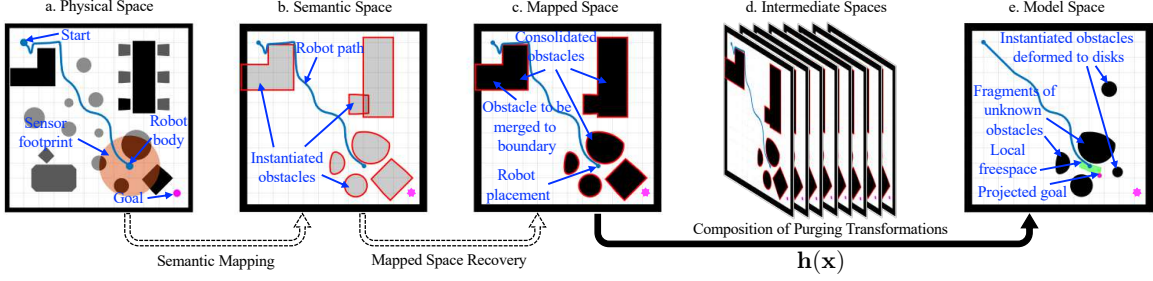 a. Physical Space
Start
Sensor
footprint
Robot
body
Goal
b. Semantic Space
Robot path
Instantiated
obstacles
c. Mapped Space
Consolidated
obstacles
Obstacle to be
merged to
boundary
Robot
placement
d. Intermediate Spaces
e. Model Space
Instantiated obstacles
deformed to disks
Fragments of
unknown
obstacles
Local
freespace
Projected goal
Semantic Mapping
Mapped Space Recovery
Composition of Purging Transformations
h(x)